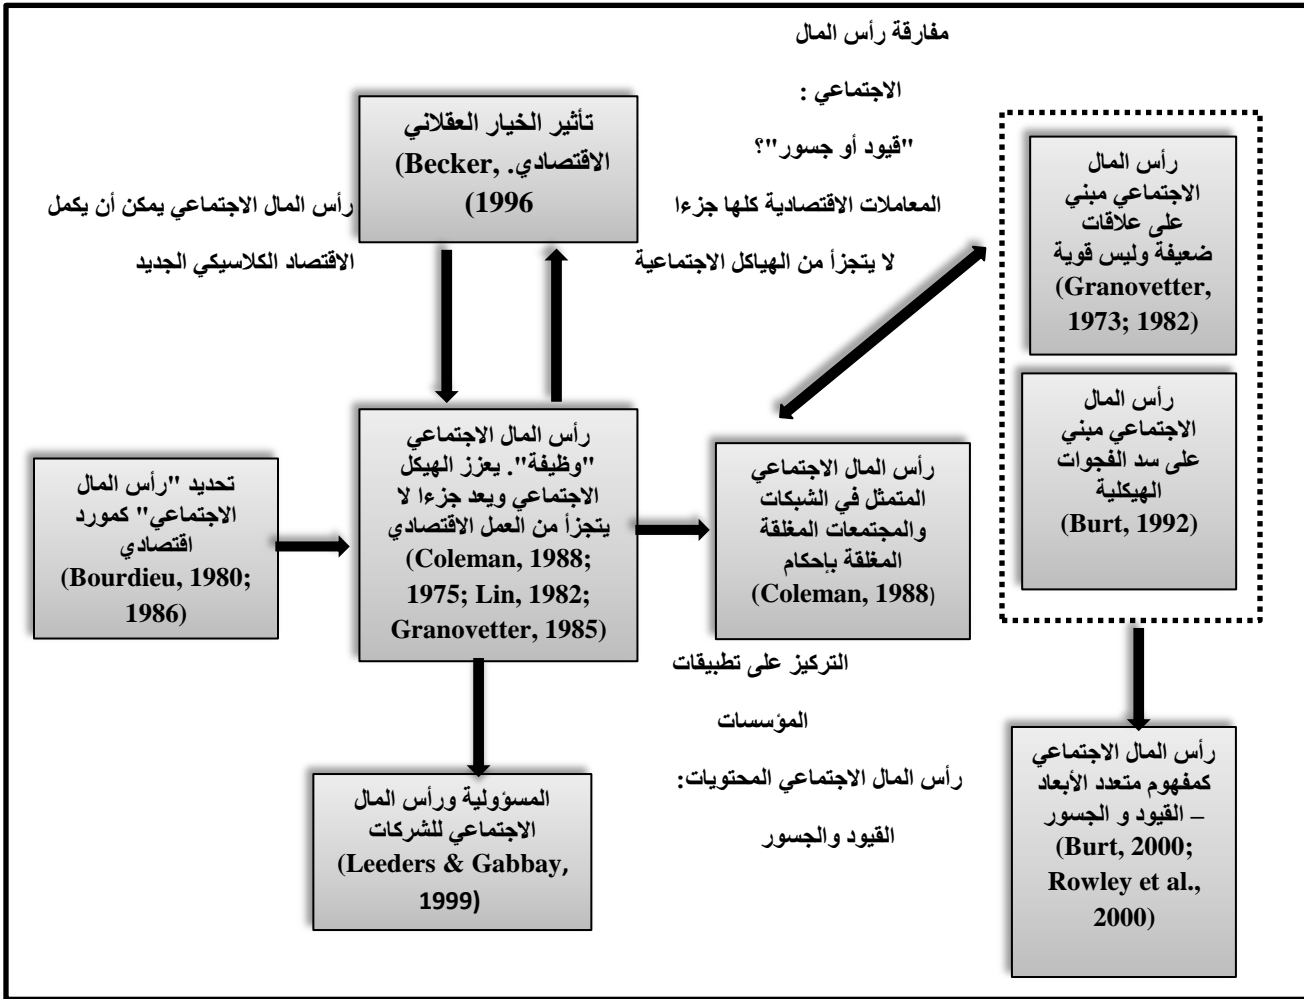 مفارقة رأس المال
الاجتماعي :
"قيود أو جسور"؟
المعاملات الاقتصادية كلها جزءا
لا يتجزأ من الهياكل الاجتماعية
رأس المال
الاجتماعي مبني
على علاقات
ضعيفة وليس قوية
(Granovetter,
1973; 1982)
رأس المال
الاجتماعي مبني
على سد الفجوات
الهيكلية
(Burt, 1992)
تأثير الخيار العقلاني
الاقتصادي. (Becker,
1996)
رأس المال الاجتماعي يمكن أن يكمل
الاقتصاد الكلاسيكي الجديد
رأس المال الاجتماعي
المتمثل في الشبكات
والمجتمعات المغلقة
المغلقة بإحكام
(Coleman, 1988)
رأس المال الاجتماعي
"وظيفة". يعزز الهيكل
الاجتماعي ويعد جزءا لا
يتجزأ من العمل الاقتصادي
(Coleman, 1988;
1975; Lin, 1982;
Granovetter, 1985)
تحديد "رأس المال
الاجتماعي" كمورد
اقتصادي
(Bourdieu, 1980;
1986)
التركيز على تطبيقات
المؤسسات
رأس المال الاجتماعي المحتويات:
القيود والجسور
رأس المال الاجتماعي
كمفهوم متعدد الأبعاد
– القيود و الجسور
(Burt, 2000;
Rowley et al.,
2000)
المسؤولية ورأس المال
الاجتماعي للشركات
(Leeders & Gabbay,
1999)